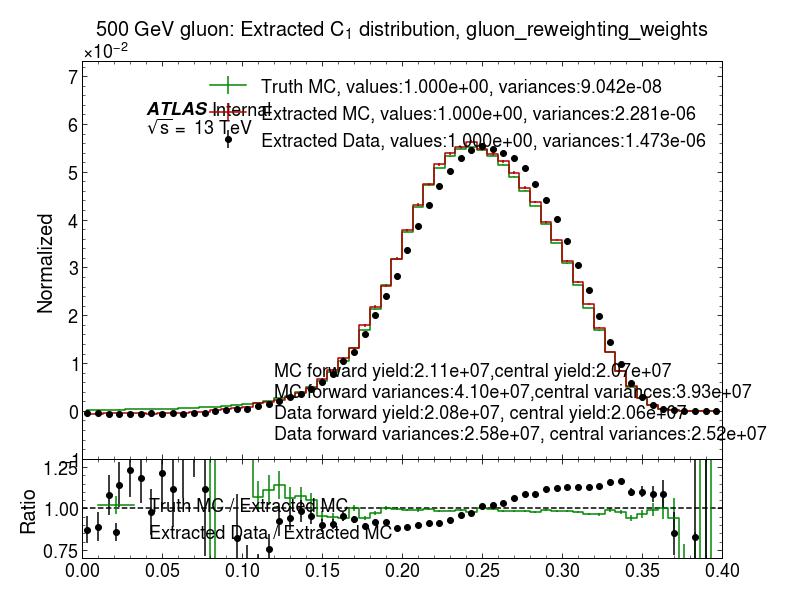 500 GeV gluon: Extracted C₁ distribution, gluon_reweighting_weights
×10⁻²
Truth MC, values:1.000e+00, variances:9.042e-08
ATLAS Internal
Extracted MC, values:1.000e+00, variances:2.281e-06
√s = 13 TeV
Extracted Data, values:1.000e+00, variances:1.473e-06
7
6
5
4
3
2
1
0
-1
Normalized
MC forward yield:2.11e+07,central yield:2.07e+07
MC forward variances:4.10e+07,central variances:3.93e+07
Data forward yield:2.08e+07, central yield:2.06e+07
Data forward variances:2.58e+07, central variances:2.52e+07
1.25
1.00
0.75
Ratio
Truth MC / Extracted MC
Extracted Data / Extracted MC
0.00 0.05 0.10 0.15 0.20 0.25 0.30 0.35 0.40